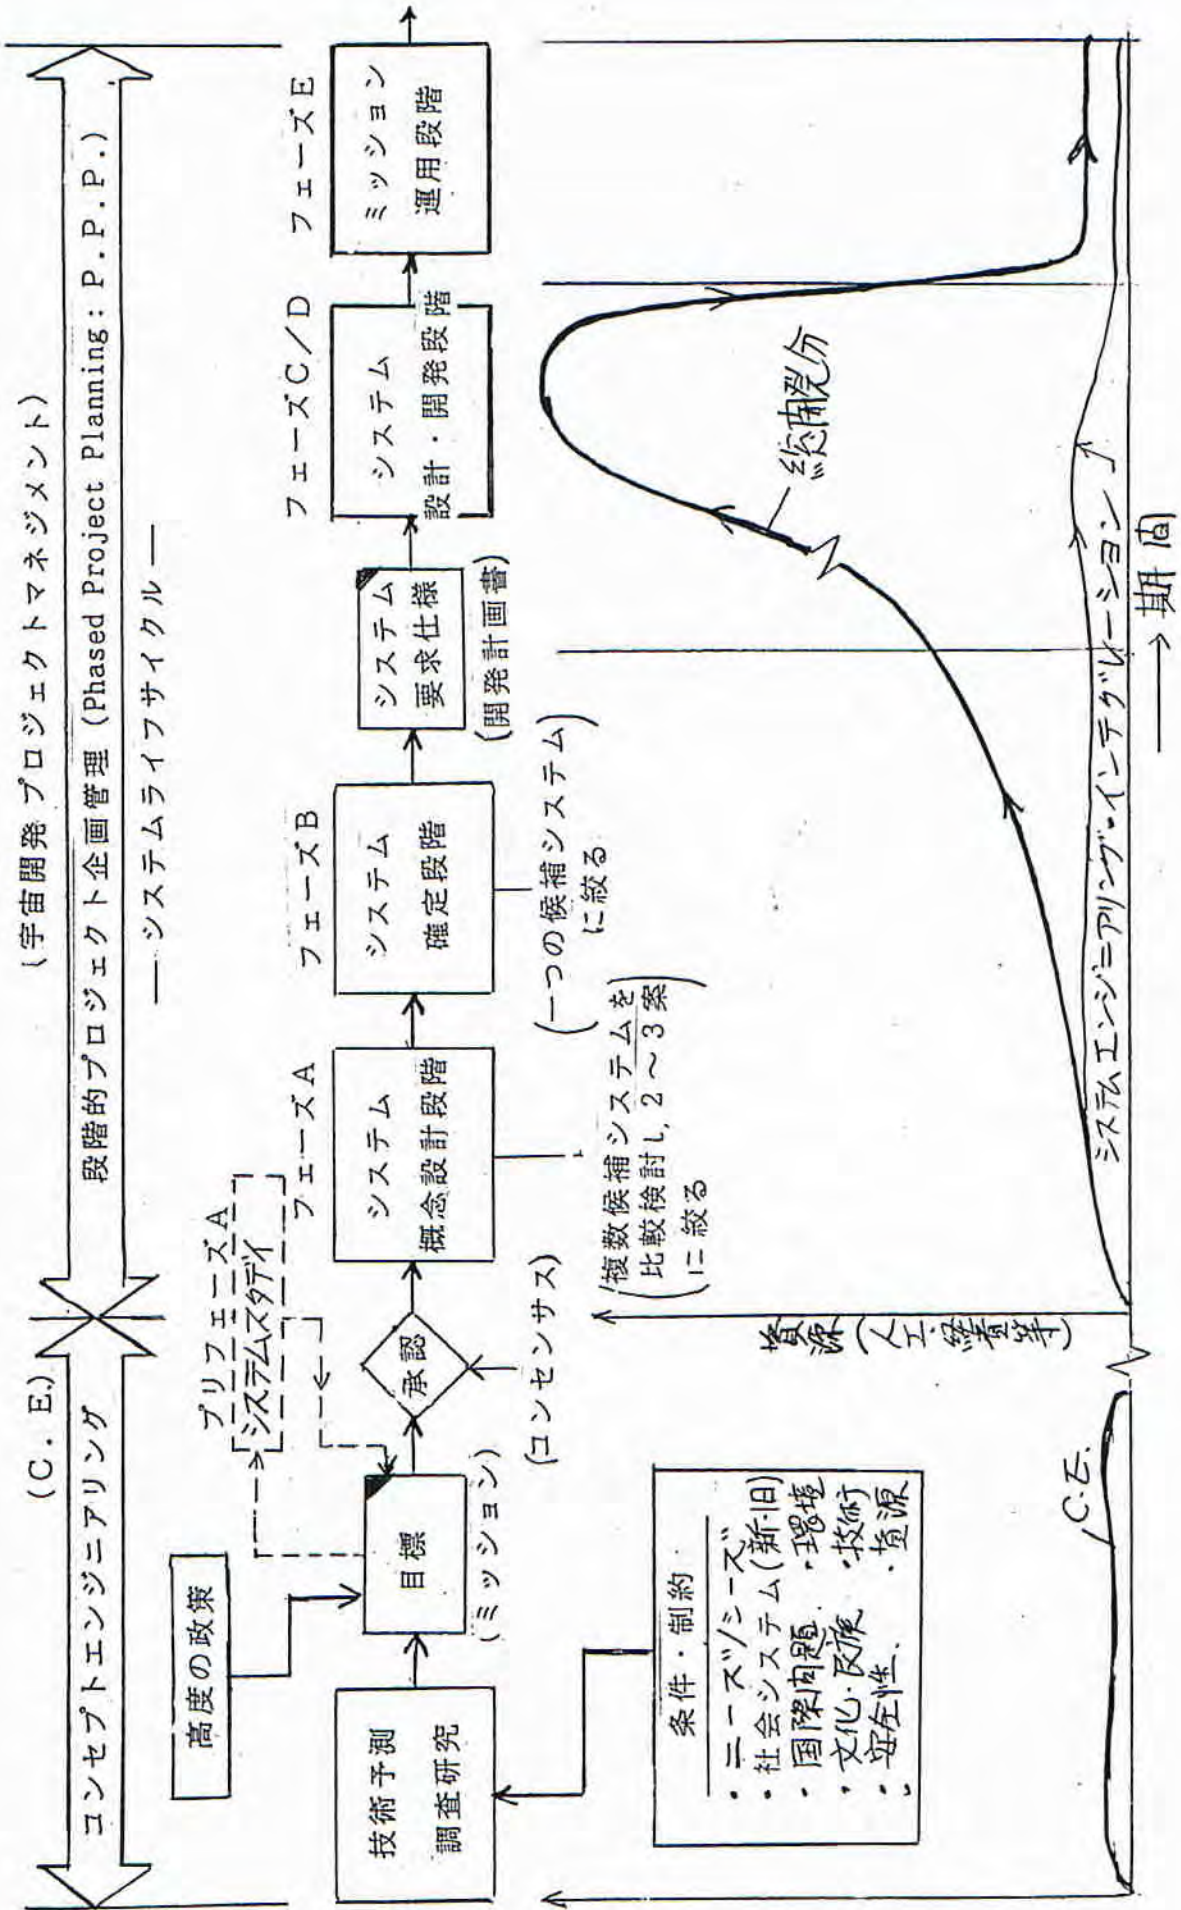 (宇宙開発プロジェクトマネジメント)
(C. E.)
コンセプトエンジニアリング
段階的プロジェクト企画管理 (Phased Project Planning: P.P.P.)
— システムライフサイクル —
高度の政策
プリフェーズA
システムスタデイ
フェーズA
フェーズB
フェーズC/D
フェーズE
技術予測
調査研究
目標
(ミッション)
承認
(コンセンサス)
システム
概念設計段階
システム
確定段階
システム
要求仕様
(開発計画書)
システム
設計・開発段階
ミッション
運用段階
(複数候補システムを
比較検討し, 2~3案
に絞る)
(一つの候補システム
に絞る)
条件・制約
・ニーズ/シーズ
・社会システム(新・旧)
・国際問題 ・環境
・文化・民族 ・技術
・安全性 ・資源
C.E.
資源(人工・経費等)
総開発分
システムエンジニアリング・インテグレーション
→ 期間